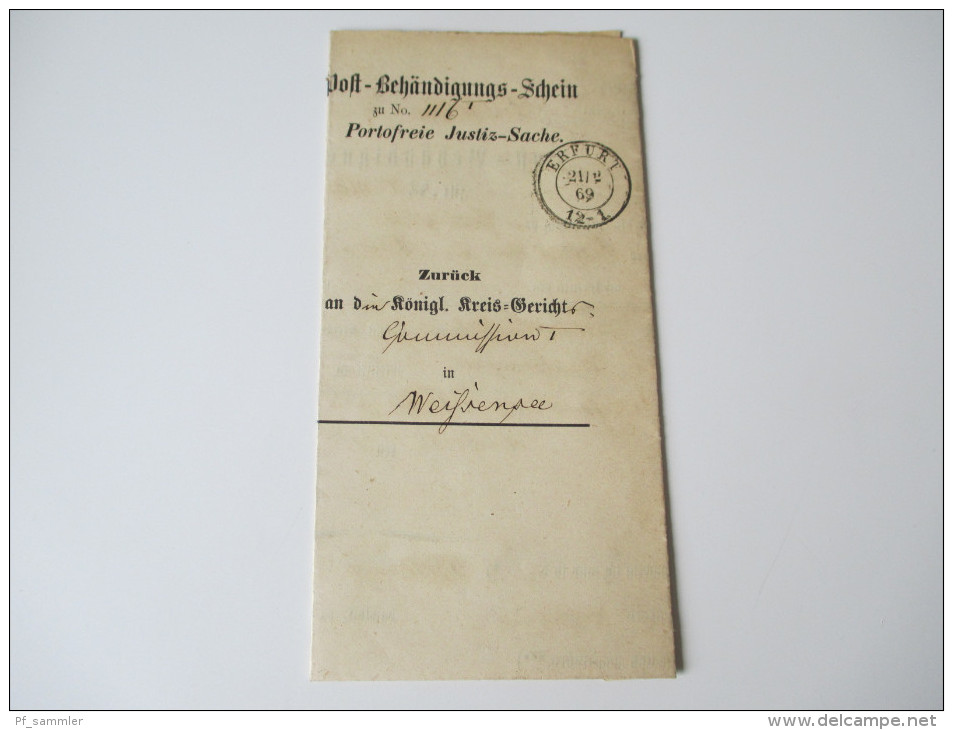 Post-Behändigungs-Schein
zu No. 1116
Portofreie Justiz-Sache.
ERFURT
21/2
69
12-1
Zurück
an die Königl. Kreis-Gerichts-
Commission
in
Weißensee
Pf_sammler
www.delcampe.net